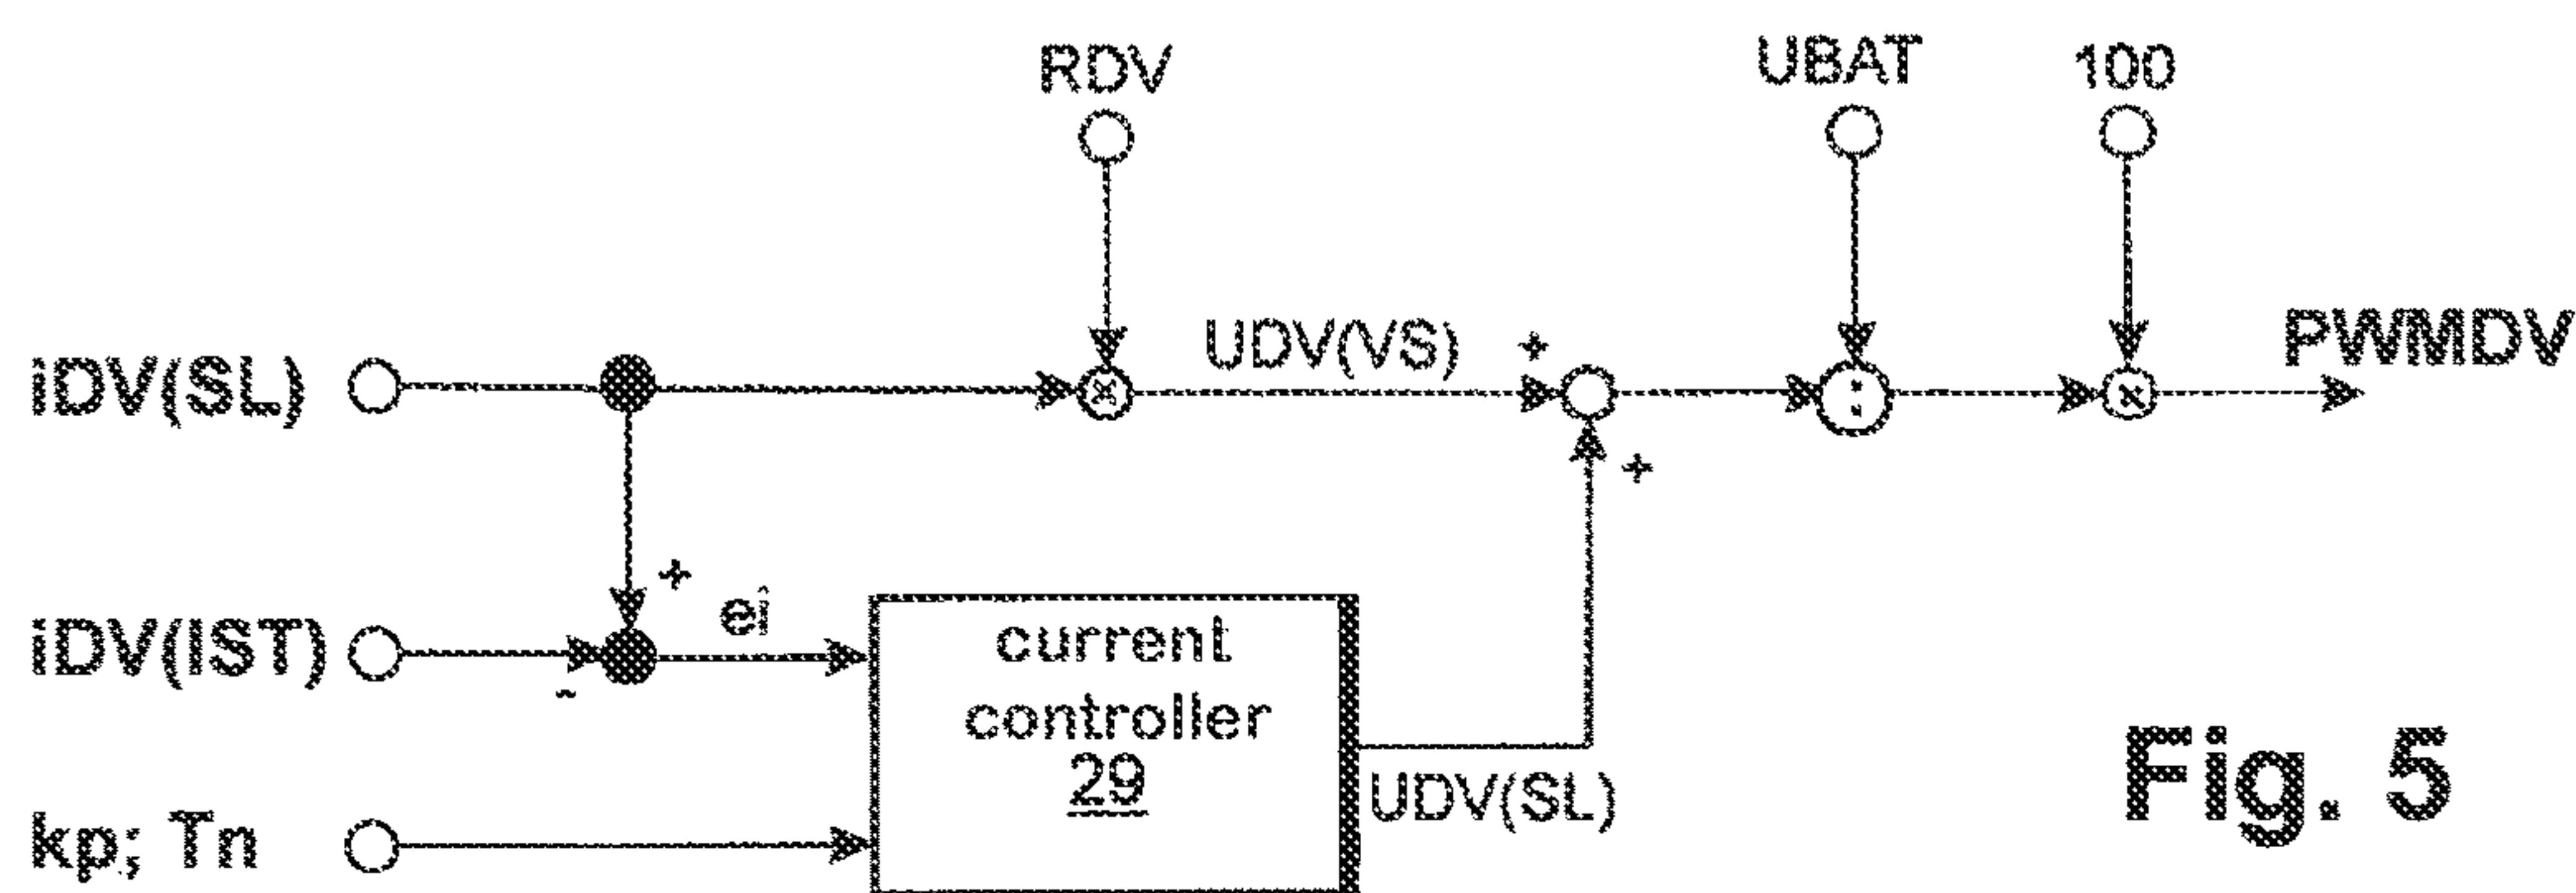 RDV
UBAT
100
iDV(SL)
UDV(VS)
+
PWMDV
+
+
iDV(IST)
-
ei
current
controller
29
UDV(SL)
kp; Tn
Fig. 5